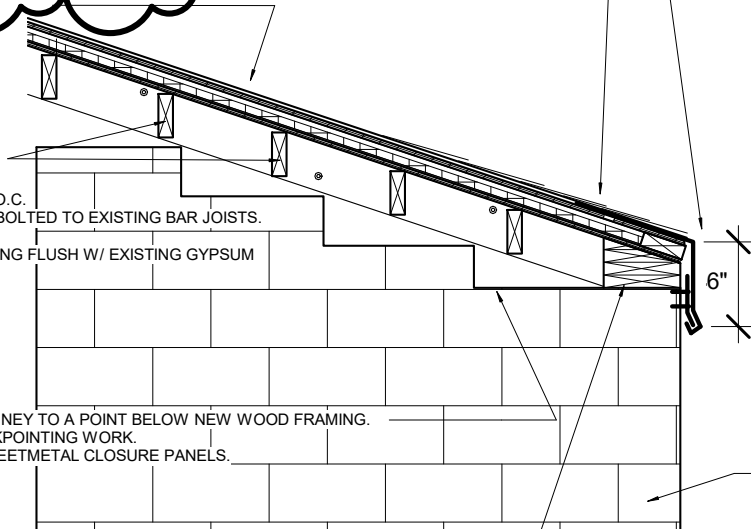 O.C.
BOLTED TO EXISTING BAR JOISTS.
NG FLUSH W/ EXISTING GYPSUM
6"
NEY TO A POINT BELOW NEW WOOD FRAMING.
KPOINTING WORK.
EETMETAL CLOSURE PANELS.